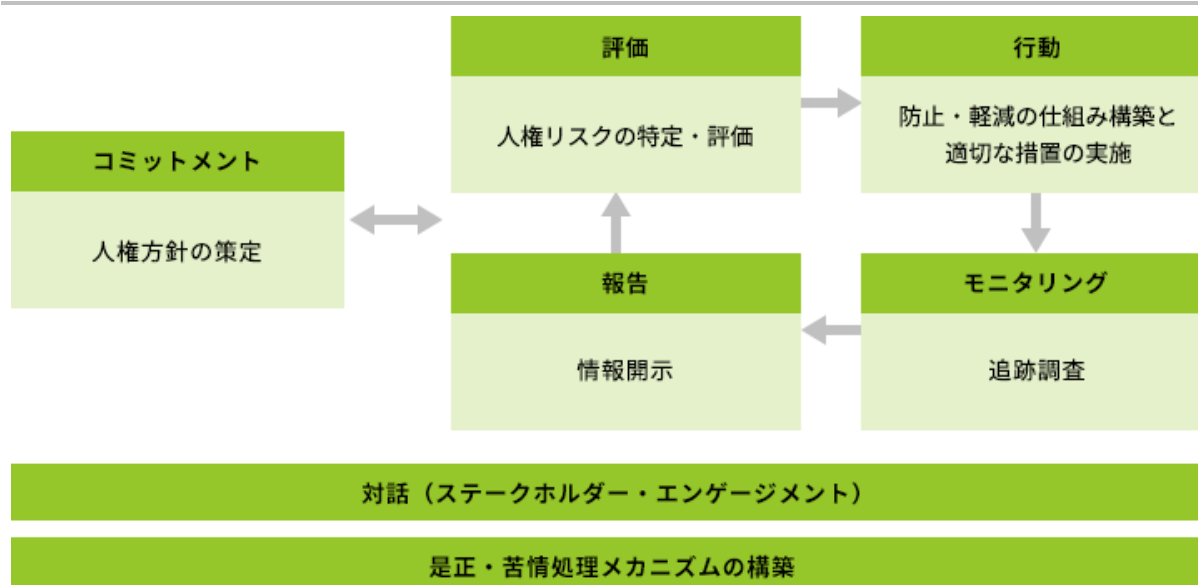 コミットメント
人権方針の策定
評価
人権リスクの特定・評価
行動
防止・軽減の仕組み構築と
適切な措置の実施
報告
情報開示
モニタリング
追跡調査
対話（ステークホルダー・エンゲージメント）
是正・苦情処理メカニズムの構築